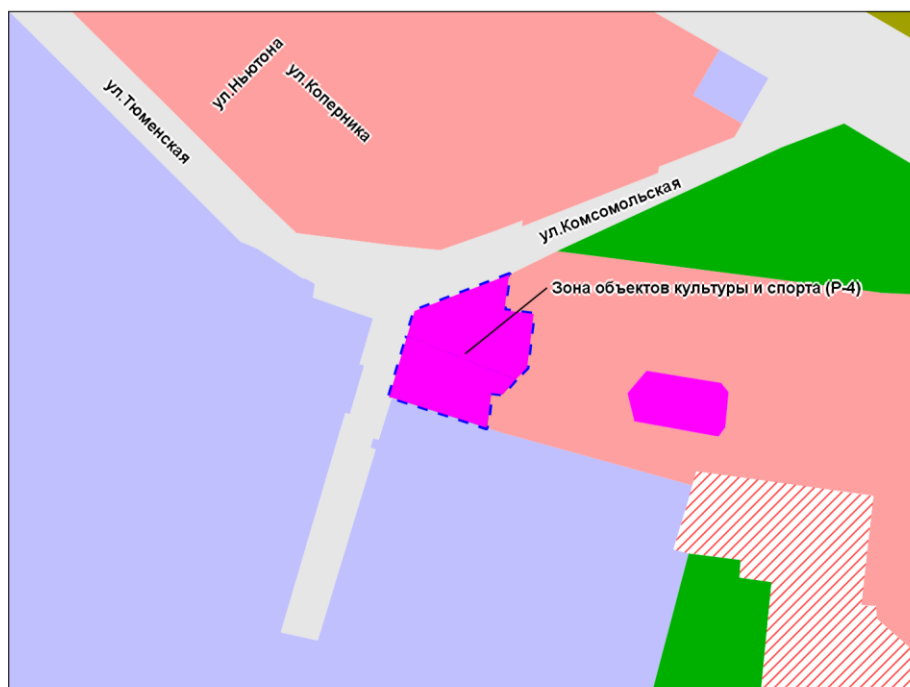 ул.Ньютона
ул.Коперника
ул.Тюменская
ул.Комсомольская
Зона объектов культуры и спорта (Р-4)